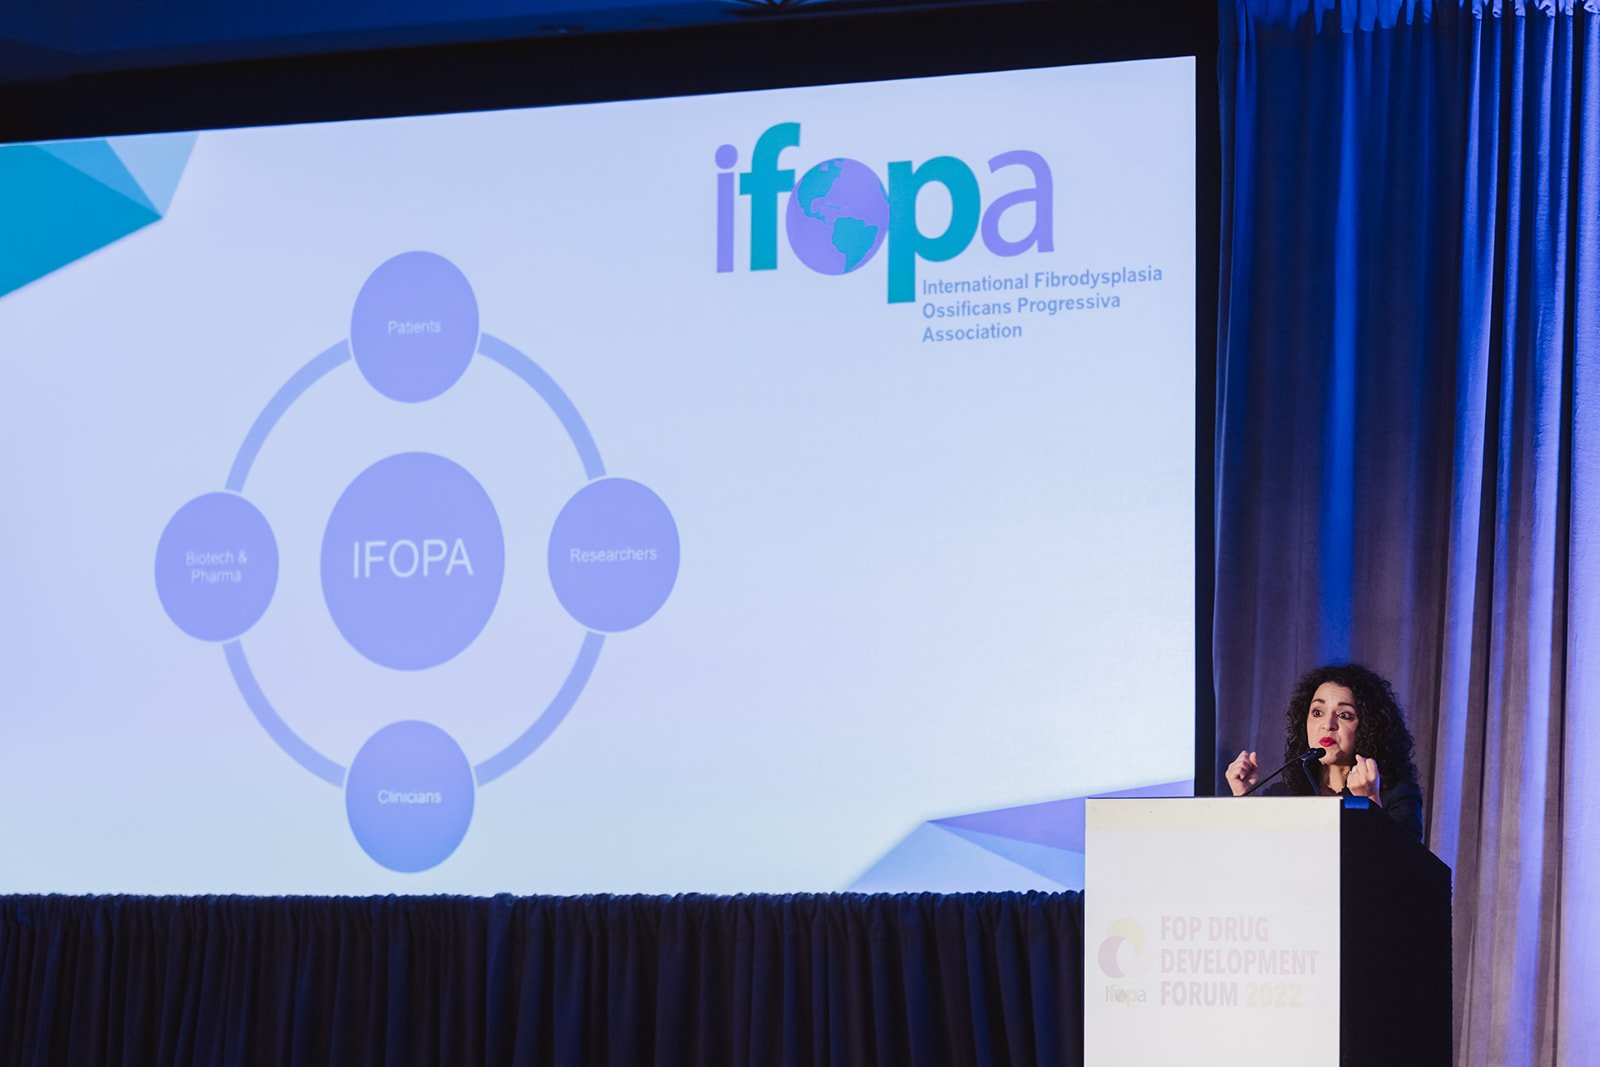 ifopa
International Fibrodysplasia
Ossificans Progressiva
Association
Patients
Biotech &
Pharma
IFOPA
Researchers
Clinicians
FOP DRUG
DEVELOPMENT
FORUM 2022
ifopa